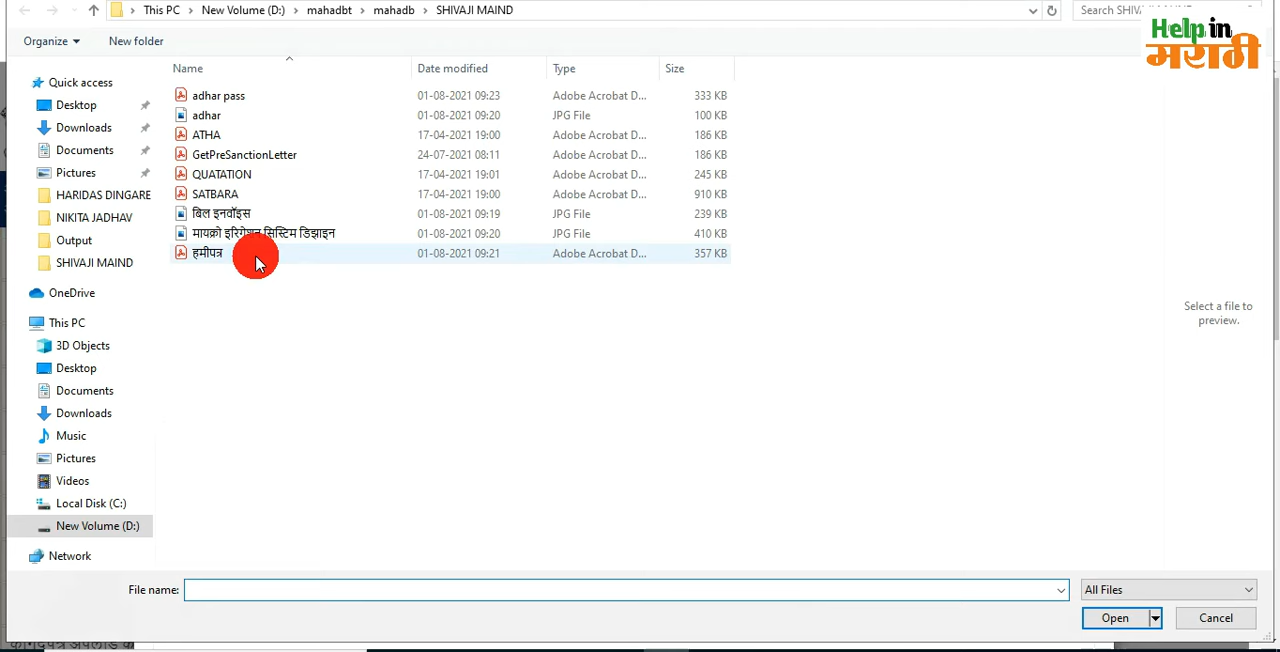 This PC > New Volume (D:) > mahadbt > mahadb > SHIVAJI MAIND
Help in
मराठी
Organize New folder
Name Date modified Type Size
Quick access
Desktop
Downloads
Documents
Pictures
HARIDAS DINGARE
NIKITA JADHAV
Output
SHIVAJI MAIND
OneDrive
This PC
3D Objects
Desktop
Documents
Downloads
Music
Pictures
Videos
Local Disk (C:)
New Volume (D:)
Network
adhar pass 01-08-2021 09:23 Adobe Acrobat D... 333 KB
adhar 01-08-2021 09:20 JPG File 100 KB
ATHA 17-04-2021 19:00 Adobe Acrobat D... 186 KB
GetPreSanctionLetter 24-07-2021 08:11 Adobe Acrobat D... 186 KB
QUATATION 17-04-2021 19:01 Adobe Acrobat D... 245 KB
SATBARA 17-04-2021 19:00 Adobe Acrobat D... 910 KB
बिल इनवॉइस 01-08-2021 09:19 JPG File 239 KB
मायक्रो इरिगेशन सिस्टिम डिझाइन 01-08-2021 09:20 JPG File 410 KB
हमीपत्र 01-08-2021 09:21 Adobe Acrobat D... 357 KB
Select a file to
preview.
File name: All Files
Open Cancel